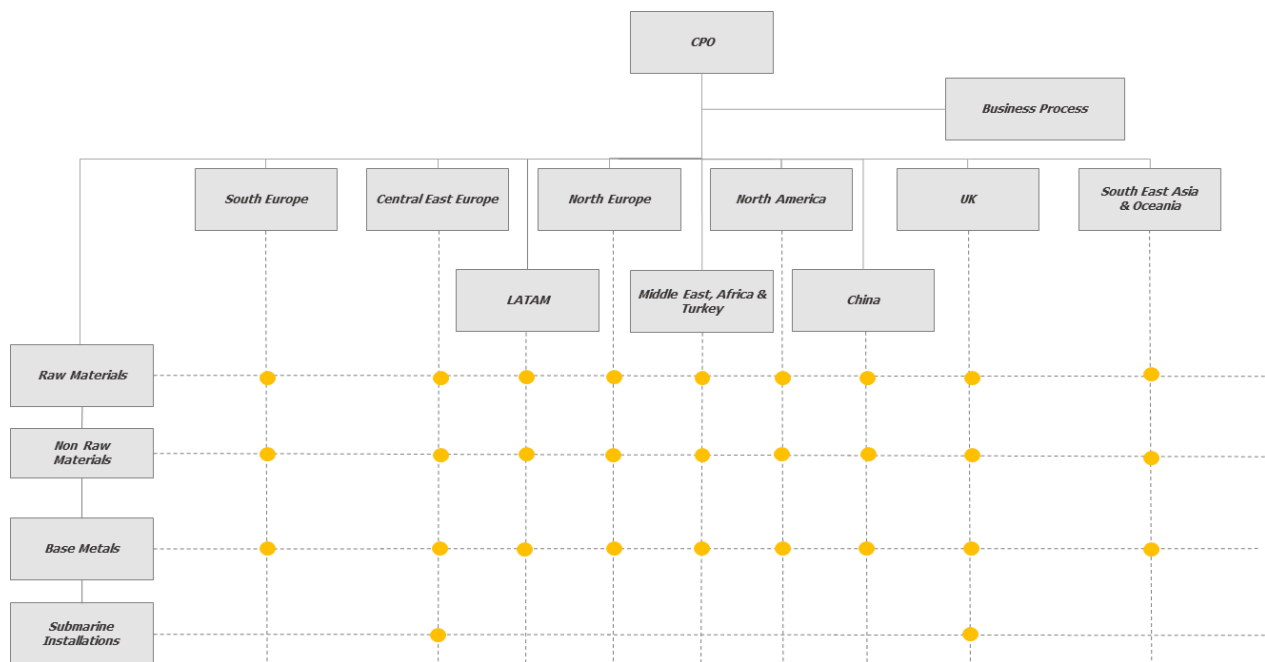 CPO
Business Process
South Europe
Central East Europe
North Europe
North America
UK
South East Asia
& Oceania
LATAM
Middle East, Africa &
Turkey
China
Raw Materials
Non Raw
Materials
Base Metals
Submarine
Installations